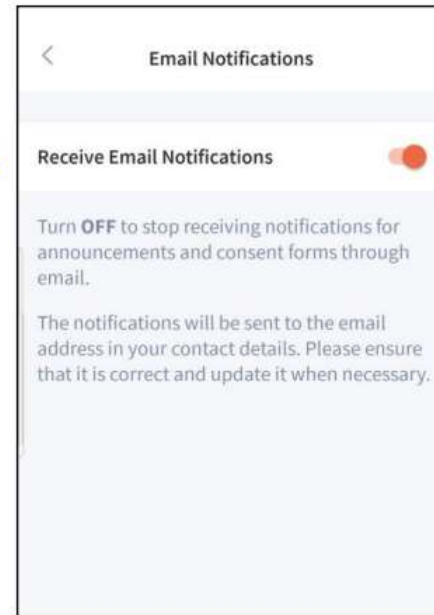 Email Notifications
Receive Email Notifications
Turn OFF to stop receiving notifications for
announcements and consent forms through
email.
The notifications will be sent to the email
address in your contact details. Please ensure
that it is correct and update it when necessary.